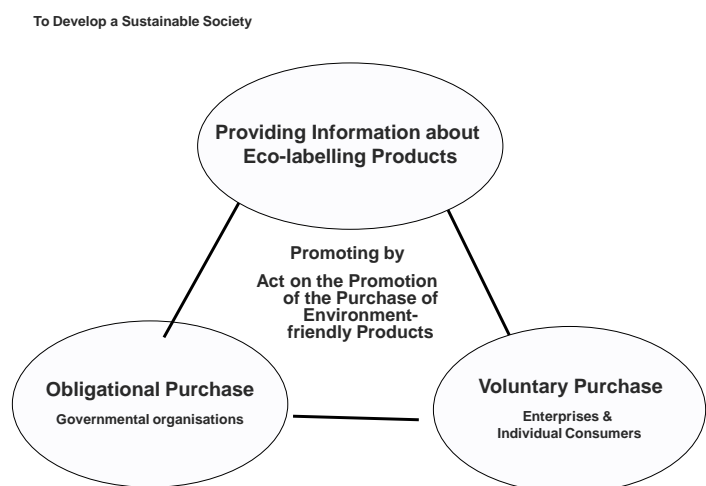 To Develop a Sustainable Society
Providing Information about
Eco-labelling Products
Promoting by
Act on the Promotion
of the Purchase of
Environment-
friendly Products
Obligational Purchase
Governmental organisations
Voluntary Purchase
Enterprises &
Individual Consumers